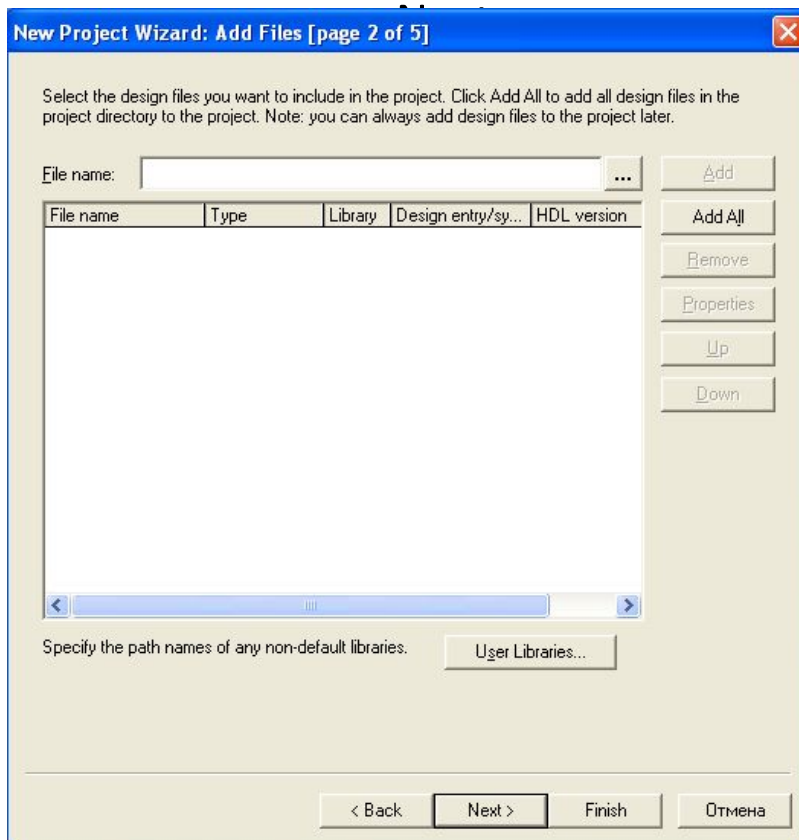 New Project Wizard: Add Files [page 2 of 5]
Select the design files you want to include in the project. Click Add All to add all design files in the
project directory to the project. Note: you can always add design files to the project later.
File name: ... Add
File name Type Library Design entry/sy... HDL version Add All
Remove
Properties
Up
Down
Specify the path names of any non-default libraries. User Libraries...
< Back Next > Finish Отмена